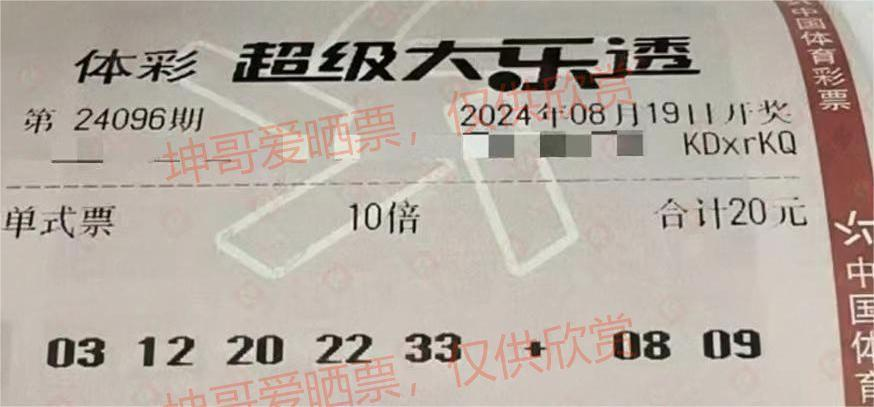 体彩 超级大乐透
第 24096期
2024年08月19日开奖
KDxrKQ
单式票 10倍 合计20元
03 12 20 22 33 + 08 09
坤哥爱晒票，仅供欣赏
坤哥爱晒票，仅供欣赏
中国体育彩票
中国体育